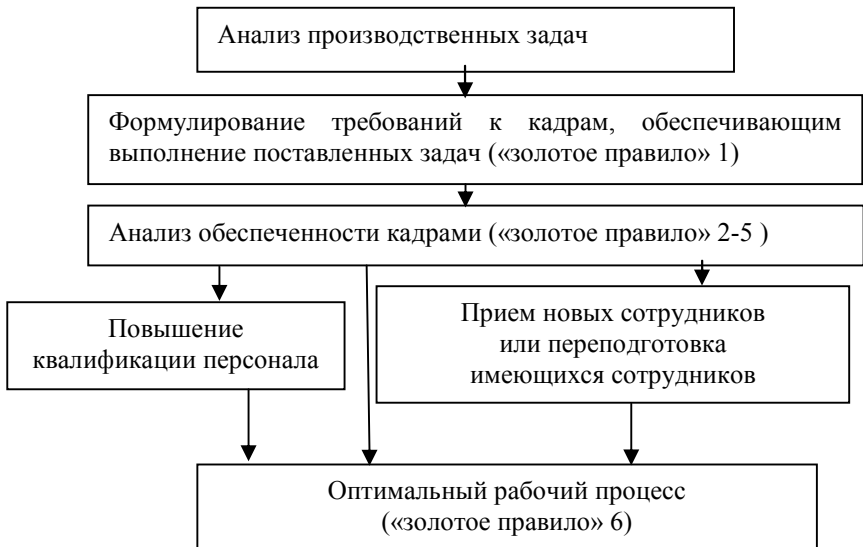 Анализ производственных задач
Формулирование требований к кадрам, обеспечивающим
выполнение поставленных задач («золотое правило» 1)
Анализ обеспеченности кадрами («золотое правило» 2-5 )
Повышение
квалификации персонала
Прием новых сотрудников
или переподготовка
имеющихся сотрудников
Оптимальный рабочий процесс
(«золотое правило» 6)